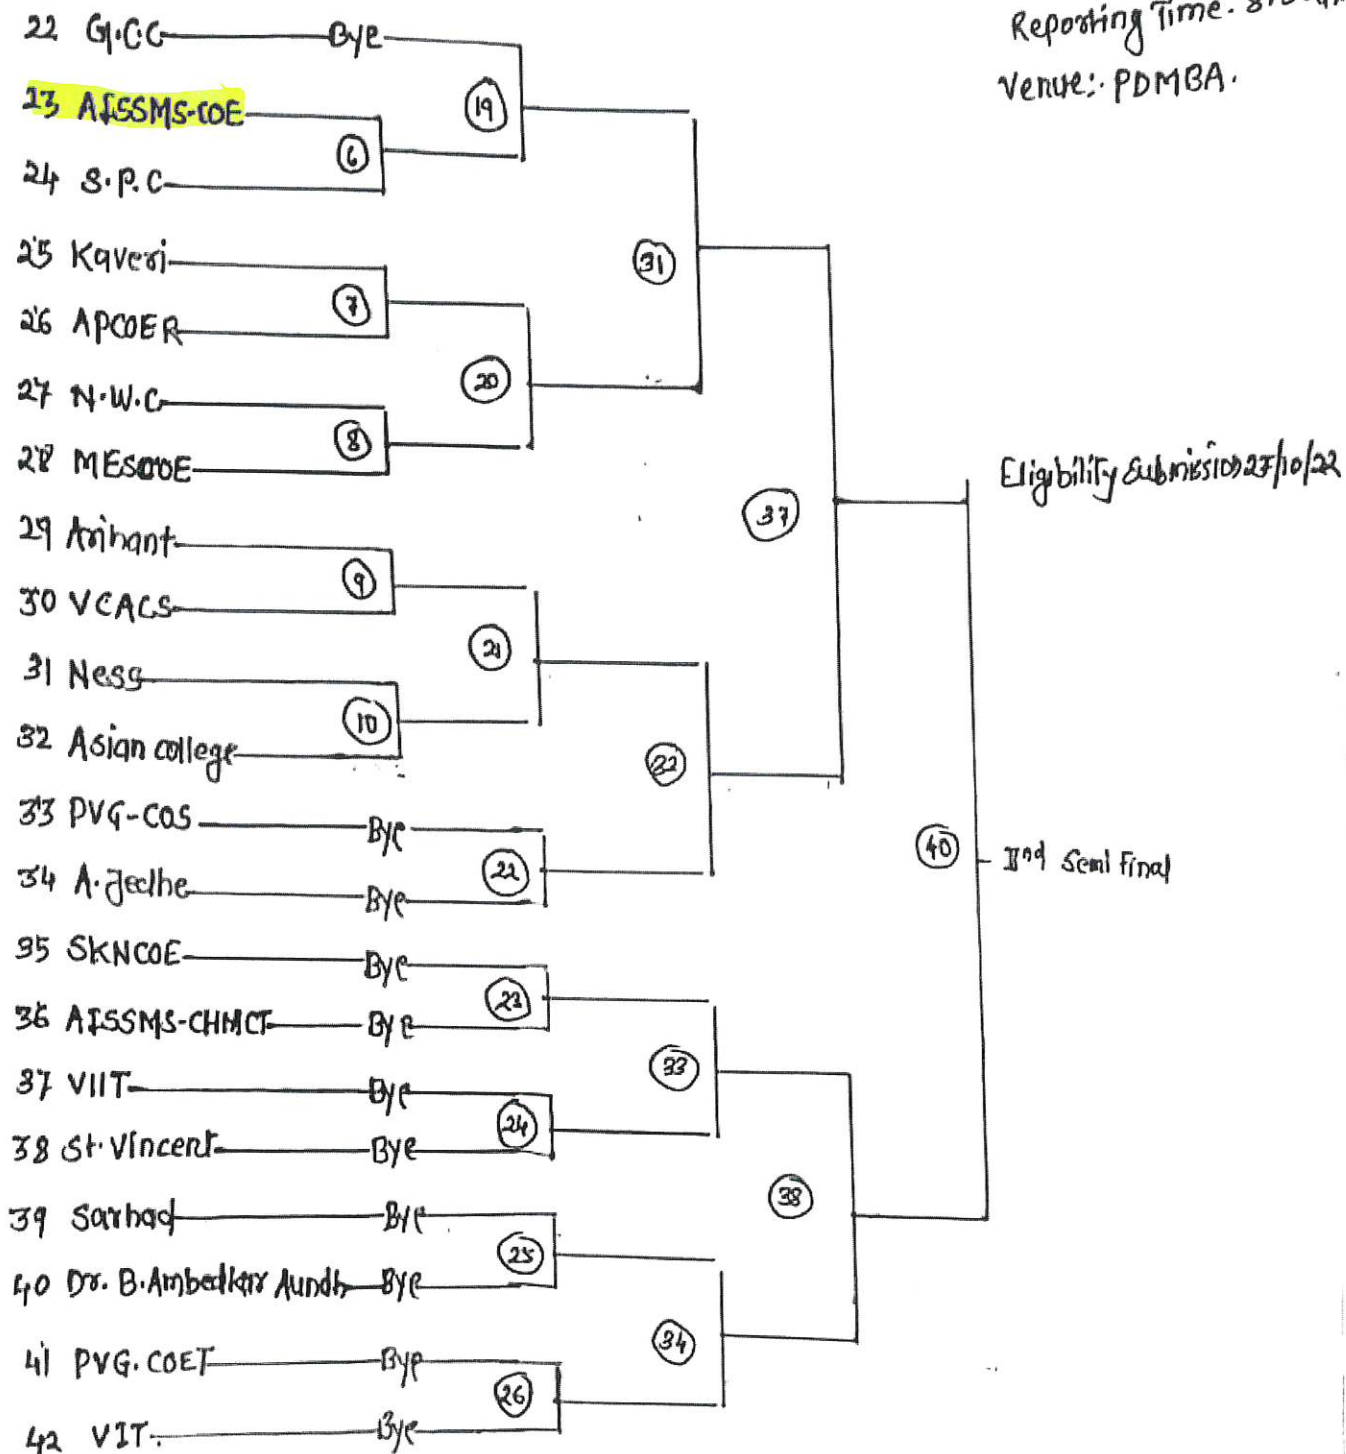 Reporting Time.
Venue:. PDMBA.
22 G.C.C Bye
23 AISSMS-COE
19
6
24 S.P.C
25 Kaveri
31
7
26 APCOER
20
27 N.W.C
8
28 MESCOE
Eligibility Submission 27/10/22
37
29 Arihant
9
30 VCACS
21
31 Ness
10
32 Asian college
32
33 PVG-COS Bye
40
IInd Semi Final
22
34 A. Jedhe Bye
35 SKNCOE Bye
23
36 AISSMS-CHMCT Bye
33
37 VIIT Bye
24
38 St. Vincent Bye
38
39 Sarhad Bye
25
40 Dr. B. Ambedkar Aundh Bye
34
41 PVG. COET Bye
26
42 VIT. Bye